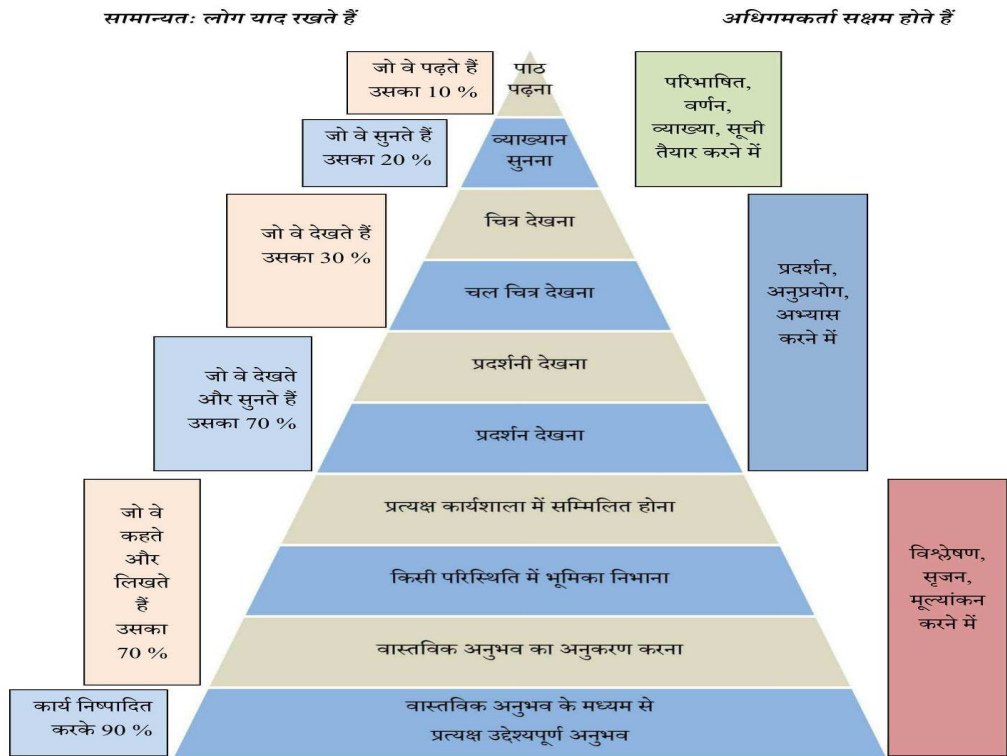 सामान्यतः लोग याद रखते हैं
अधिगमकर्ता सक्षम होते हैं
जो वे पढ़ते हैं
उसका 10 %
पाठ
पढ़ना
परिभाषित,
वर्णन,
व्याख्या, सूची
तैयार करने में
जो वे सुनते हैं
उसका 20 %
व्याख्यान
सुनना
जो वे देखते हैं
उसका 30 %
चित्र देखना
चल चित्र देखना
प्रदर्शन,
अनुप्रयोग,
अभ्यास
करने में
जो वे देखते
और सुनते हैं
उसका 70 %
प्रदर्शनी देखना
प्रदर्शन देखना
जो वे
कहते
और
लिखते
हैं
उसका
70 %
प्रत्यक्ष कार्यशाला में सम्मिलित होना
किसी परिस्थिति में भूमिका निभाना
वास्तविक अनुभव का अनुकरण करना
विश्लेषण,
सृजन,
मूल्यांकन
करने में
कार्य निष्पादित
करके 90 %
वास्तविक अनुभव के मध्यम से
प्रत्यक्ष उद्देश्यपूर्ण अनुभव